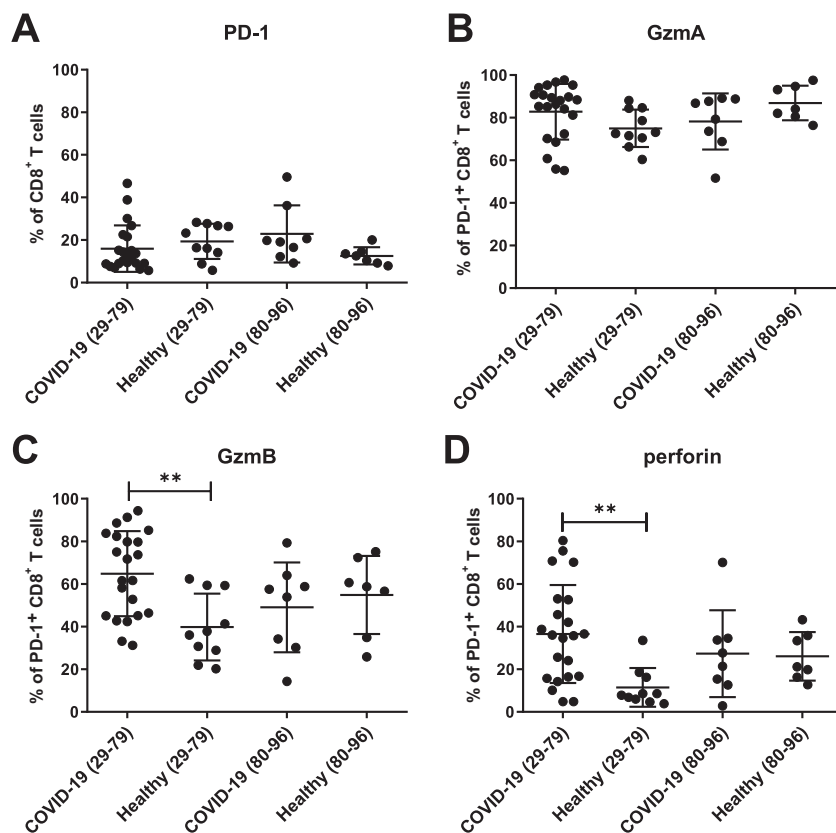 A
PD-1
% of CD8⁺ T cells
100
80
60
40
20
0
COVID-19 (29-79)
Healthy (29-79)
COVID-19 (80-96)
Healthy (80-96)
B
GzmA
% of PD-1⁺ CD8⁺ T cells
100
80
60
40
20
0
COVID-19 (29-79)
Healthy (29-79)
COVID-19 (80-96)
Healthy (80-96)
C
GzmB
**
% of PD-1⁺ CD8⁺ T cells
100
80
60
40
20
0
COVID-19 (29-79)
Healthy (29-79)
COVID-19 (80-96)
Healthy (80-96)
D
perforin
**
% of PD-1⁺ CD8⁺ T cells
100
80
60
40
20
0
COVID-19 (29-79)
Healthy (29-79)
COVID-19 (80-96)
Healthy (80-96)